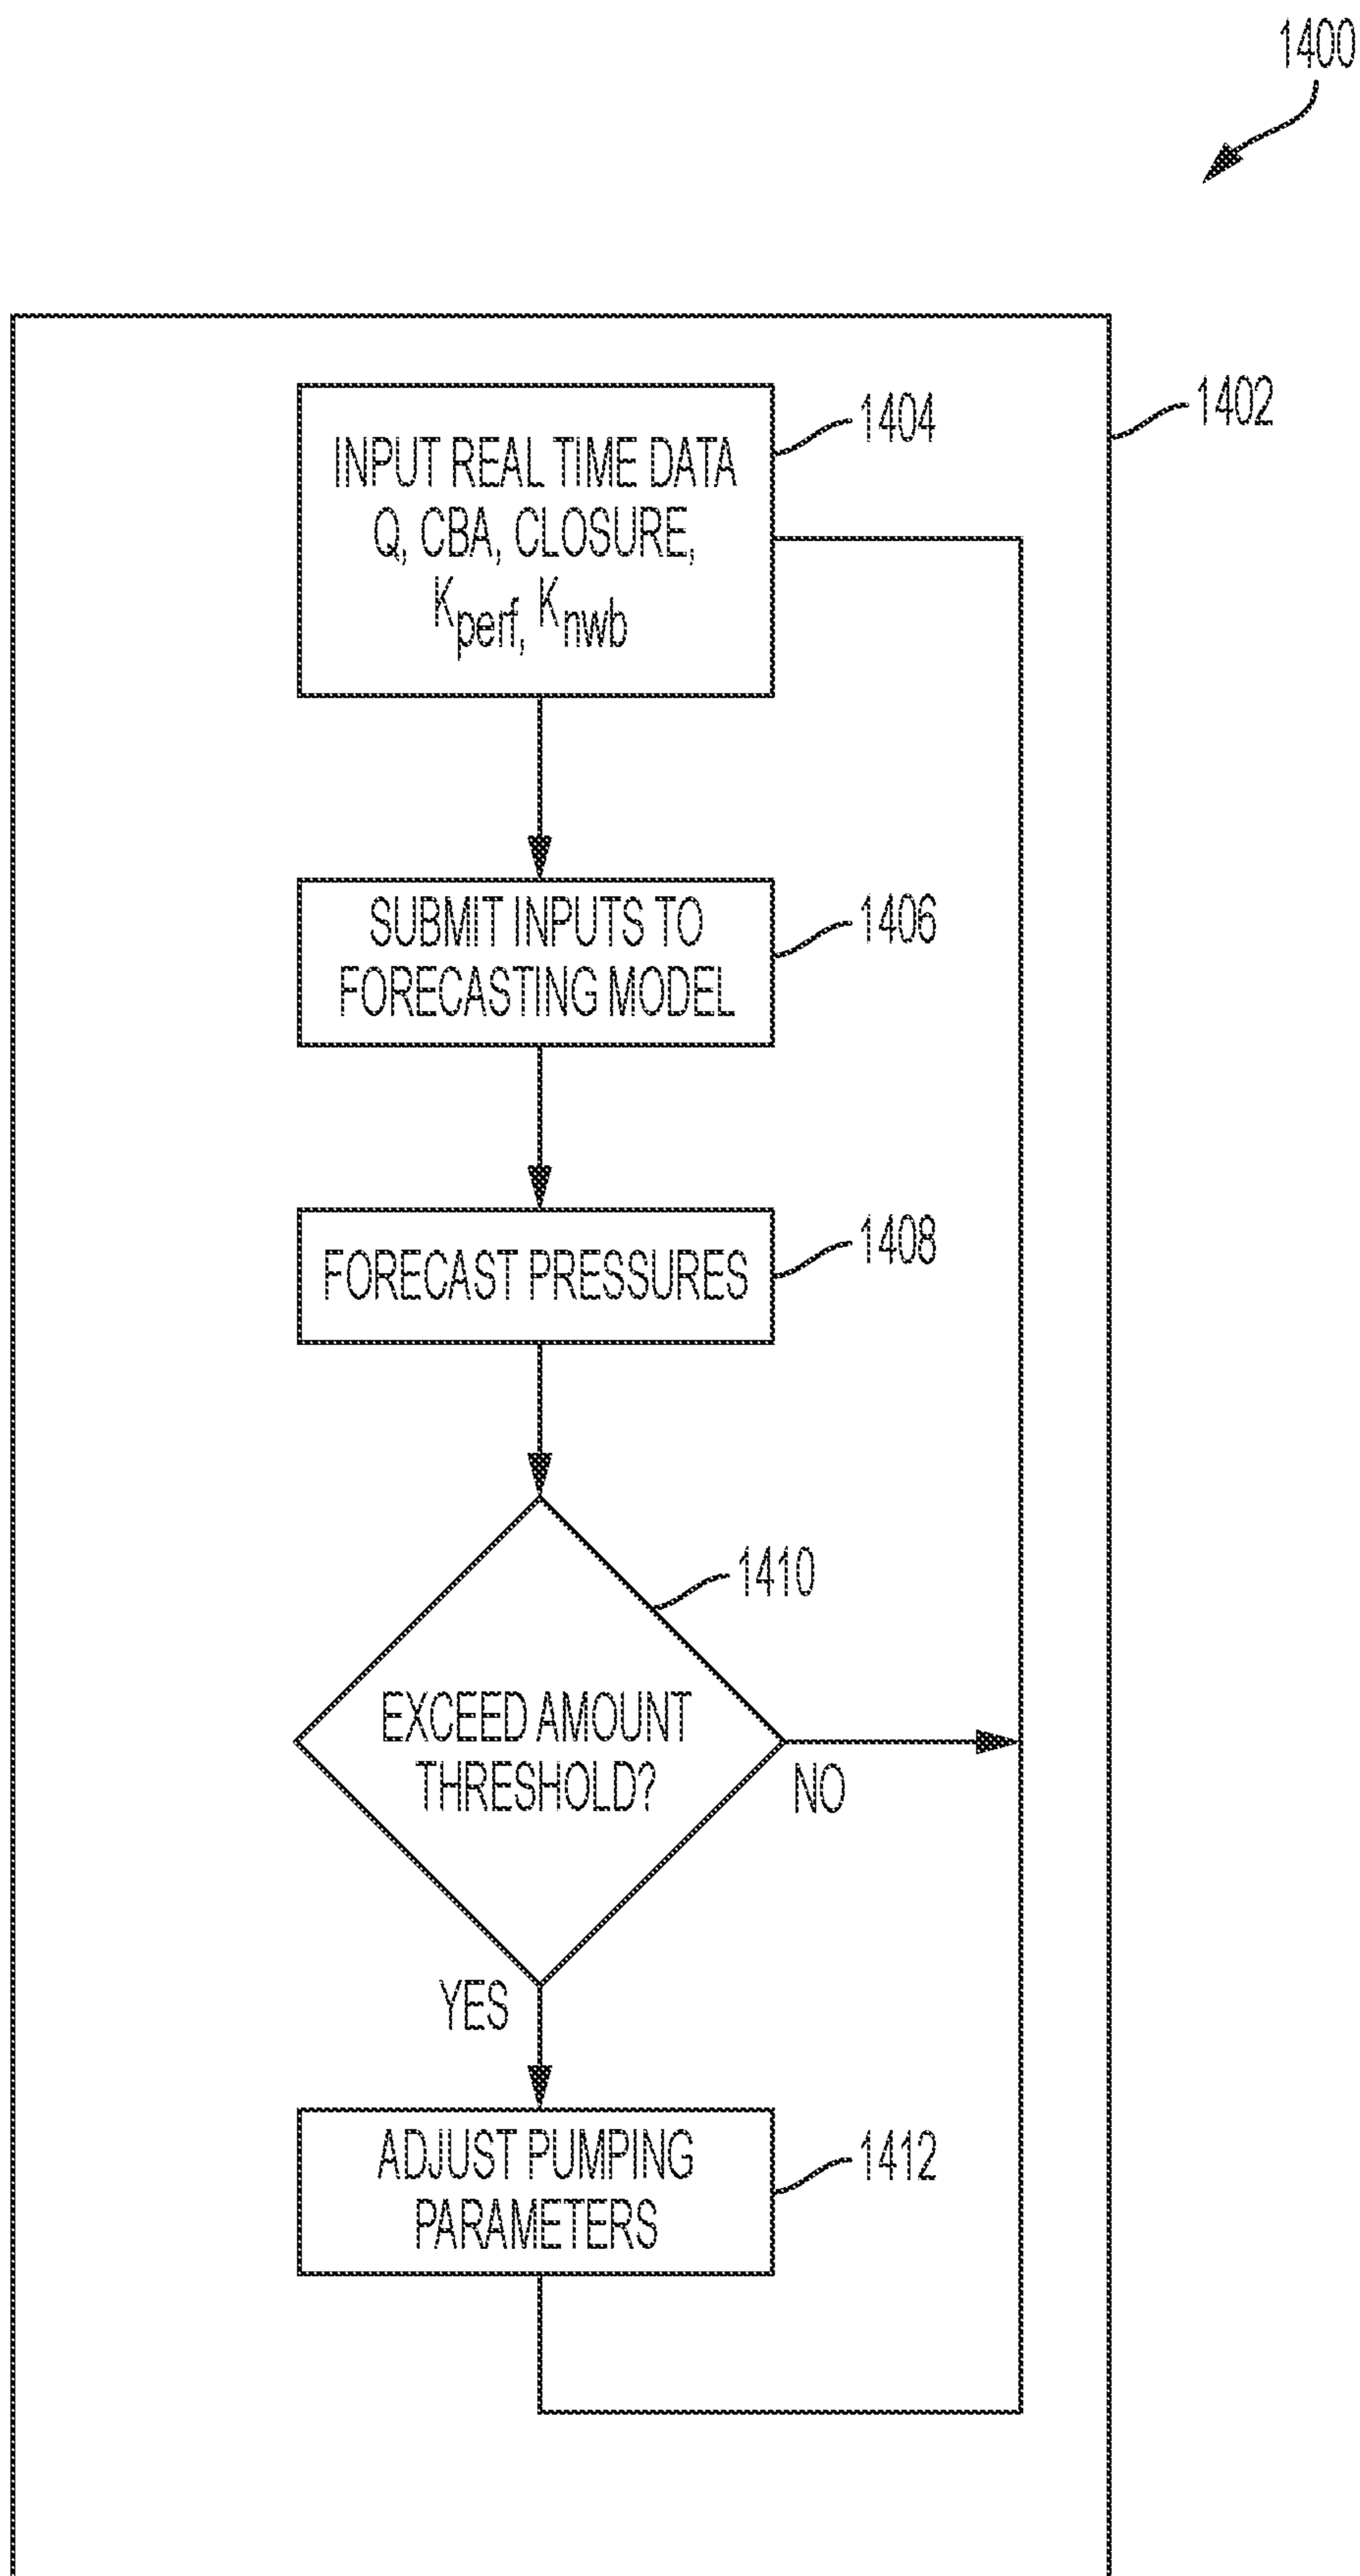 1400
1402
INPUT REAL TIME DATA
Q, CBA, CLOSURE,
Kperf, Knwb
1404
SUBMIT INPUTS TO
FORECASTING MODEL
1406
FORECAST PRESSURES
1408
1410
EXCEED AMOUNT
THRESHOLD?
NO
YES
ADJUST PUMPING
PARAMETERS
1412